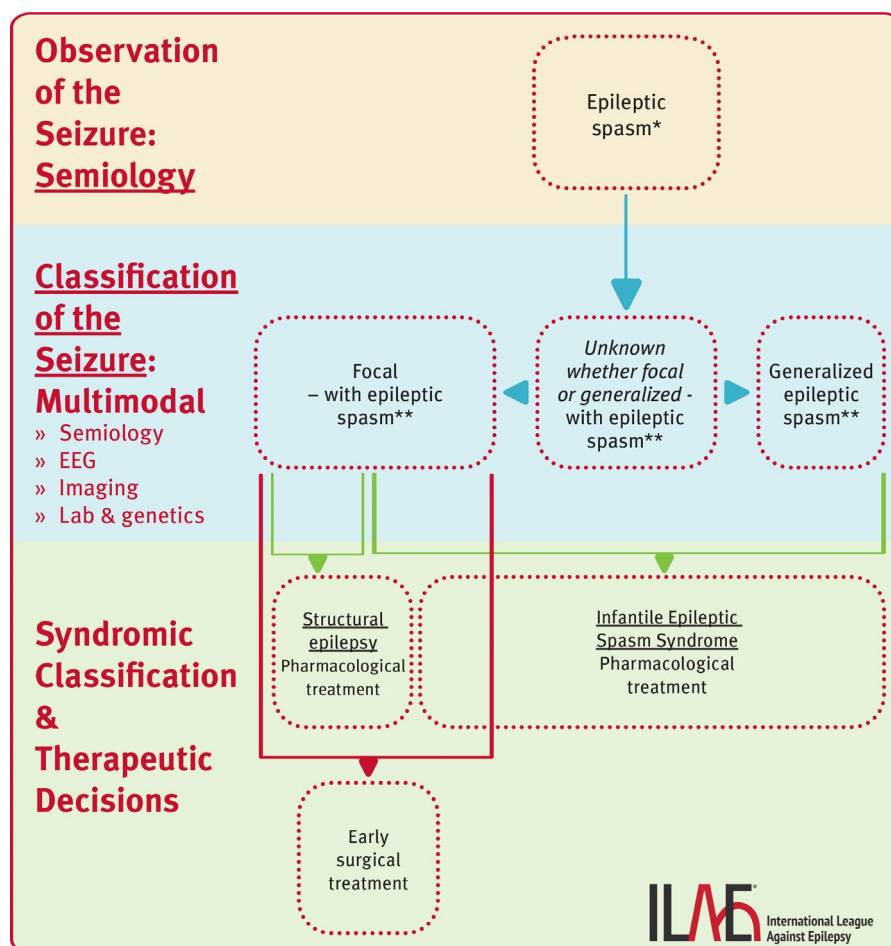 Observation
of the
Seizure:
Semiology
Epileptic
spasm*
Classification
of the
Seizure:
Multimodal
» Semiology
» EEG
» Imaging
» Lab & genetics
Focal
– with epileptic
spasm**
Unknown
whether focal
or generalized -
with epileptic
spasm**
Generalized
epileptic
spasm**
Syndromic
Classification
&
Therapeutic
Decisions
Structural
epilepsy
Pharmacological
treatment
Infantile Epileptic
Spasm Syndrome
Pharmacological
treatment
Early
surgical
treatment
ILAE
International League
Against Epilepsy